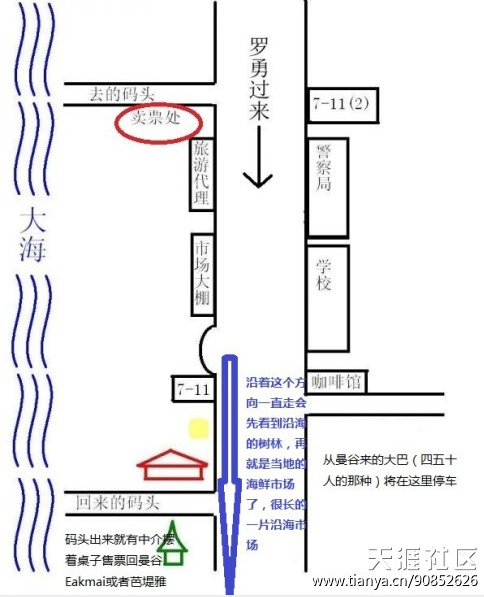 罗勇过来
去的码头
卖票处
7-11(2)
旅游代理
警察局
大海
市场大棚
学校
7-11
咖啡馆
沿着这个方
向一直走会
先看到沿海
的树林，再
就是当地的
海鲜市场
了，很长的
一片沿海市
场
从曼谷来的大巴（四五十
人的那种）将在这里停车
回来的码头
码头出来就有中介摆
着桌子售票回曼谷
Eakmai或者芭堤雅
天涯社区
www.tianya.cn/90852626